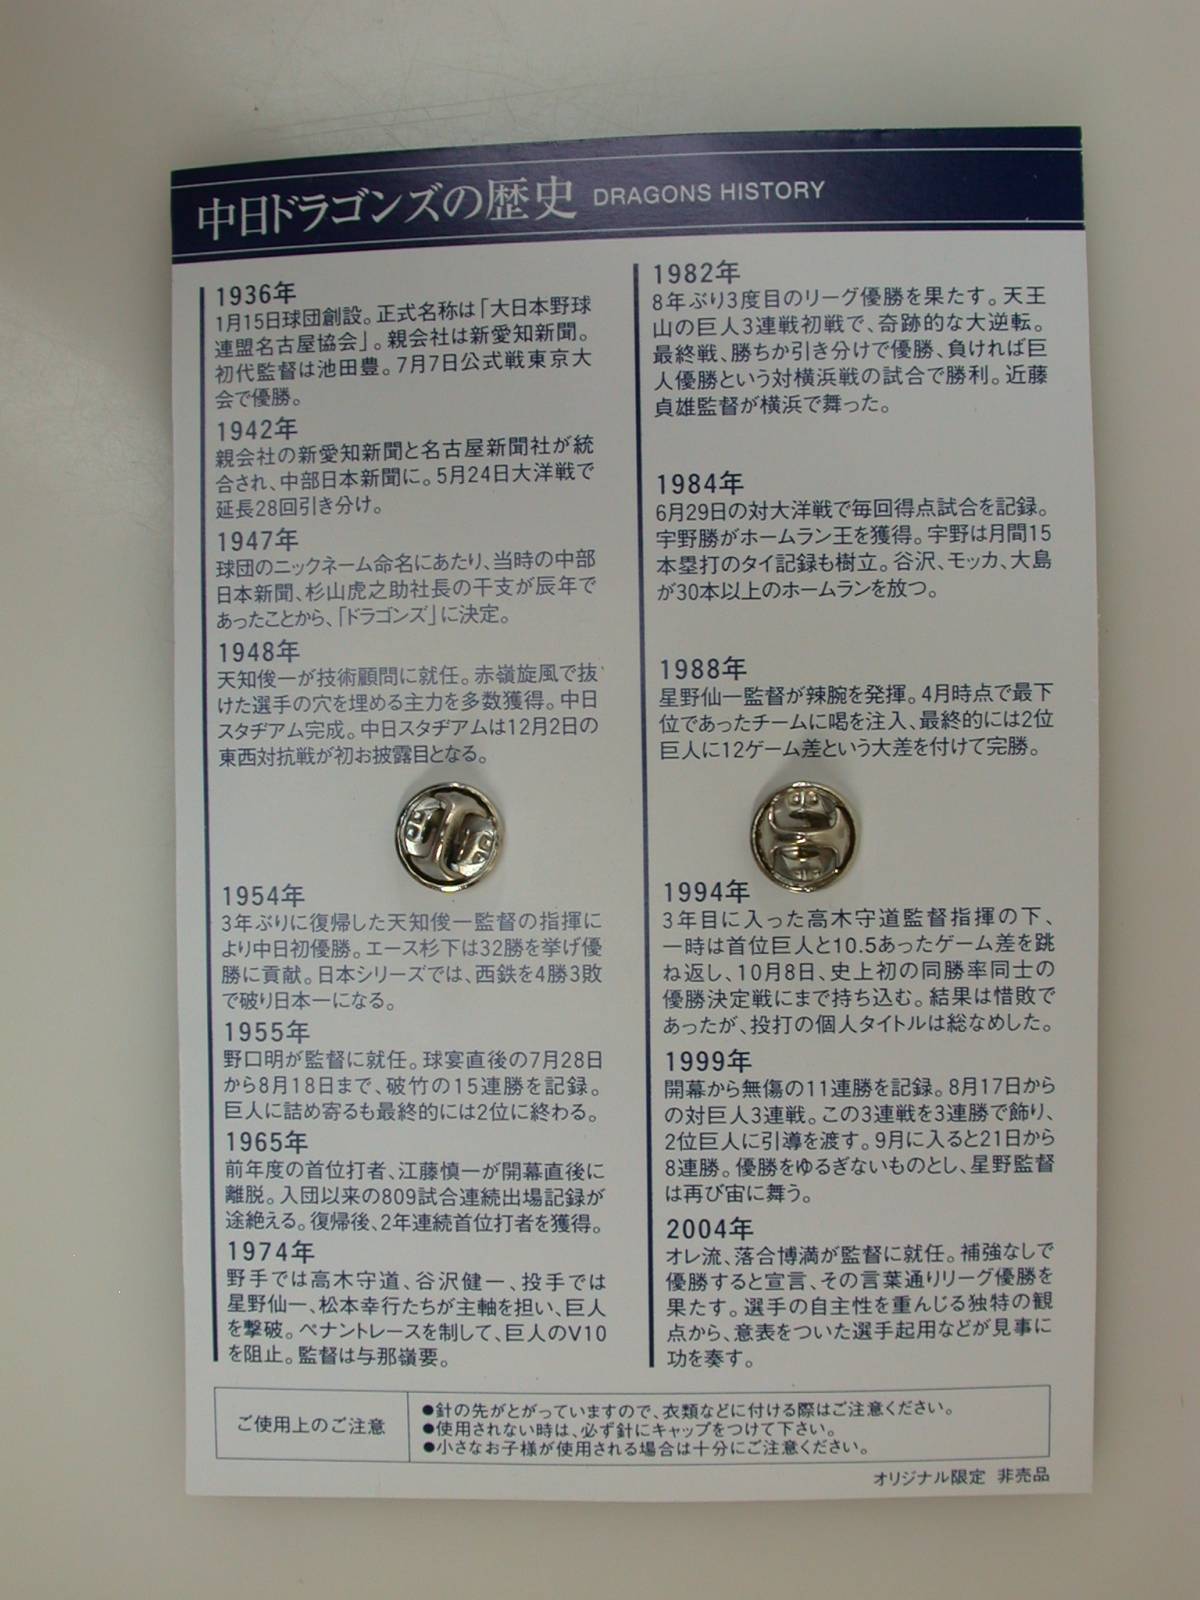 中日ドラゴンズの歴史 DRAGONS HISTORY
1936年
1月15日球団創設。正式名称は「大日本野球
連盟名古屋協会」。親会社は新愛知新聞。
初代監督は池田豊。7月7日公式戦東京大
会で優勝。
1942年
親会社の新愛知新聞と名古屋新聞社が統
合され、中部日本新聞に。5月24日大洋戦で
延長28回引き分け。
1947年
球団のニックネーム命名にあたり、当時の中部
日本新聞、杉山虎之助社長の干支が辰年で
あったことから、「ドラゴンズ」に決定。
1948年
天知俊一が技術顧問に就任。赤嶺旋風で抜
けた選手の穴を埋める主力を多数獲得。中日
スタヂアム完成。中日スタヂアムは12月2日の
東西対抗戦が初お披露目となる。
1954年
3年ぶりに復帰した天知俊一監督の指揮に
より中日初優勝。エース杉下は32勝を挙げ優
勝に貢献。日本シリーズでは、西鉄を4勝3敗
で破り日本一になる。
1955年
野口明が監督に就任。球宴直後の7月28日
から8月18日まで、破竹の15連勝を記録。
巨人に詰め寄るも最終的には2位に終わる。
1965年
前年度の首位打者、江藤慎一が開幕直後に
離脱。入団以来の809試合連続出場記録が
途絶える。復帰後、2年連続首位打者を獲得。
1974年
野手では高木守道、谷沢健一、投手では
星野仙一、松本幸行たちが主軸を担い、巨人
を撃破。ペナントレースを制して、巨人のV10
を阻止。監督は与那嶺要。
1982年
8年ぶり3度目のリーグ優勝を果たす。天王
山の巨人3連戦初戦で、奇跡的な大逆転。
最終戦、勝ちか引き分けで優勝、負ければ巨
人優勝という対横浜戦の試合で勝利。近藤
貞雄監督が横浜で舞った。
1984年
6月29日の対大洋戦で毎回得点試合を記録。
宇野勝がホームラン王を獲得。宇野は月間15
本塁打のタイ記録も樹立。谷沢、モッカ、大島
が30本以上のホームランを放つ。
1988年
星野仙一監督が辣腕を発揮。4月時点で最下
位であったチームに喝を注入、最終的には2位
巨人に12ゲーム差という大差を付けて完勝。
1994年
3年目に入った高木守道監督指揮の下、
一時は首位巨人と10.5あったゲーム差を跳
ね返し、10月8日、史上初の同勝率同士の
優勝決定戦にまで持ち込む。結果は惜敗で
あったが、投打の個人タイトルは総なめした。
1999年
開幕から無傷の11連勝を記録。8月17日から
の対巨人3連戦。この3連戦を3連勝で飾り、
2位巨人に引導を渡す。9月に入ると21日から
8連勝。優勝をゆるぎないものとし、星野監督
は再び宙に舞う。
2004年
オレ流、落合博満が監督に就任。補強なしで
優勝すると宣言、その言葉通りリーグ優勝を
果たす。選手の自主性を重んじる独特の観
点から、意表をついた選手起用などが見事に
功を奏す。
ご使用上のご注意
●針の先がとがっていますので、衣類などに付ける際はご注意ください。
●使用されない時は、必ず針にキャップをつけて下さい。
●小さなお子様が使用される場合は十分にご注意ください。
オリジナル限定 非売品